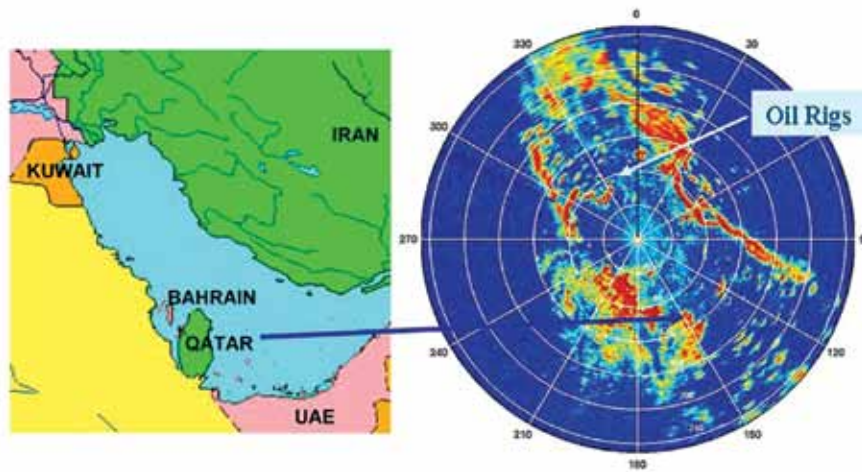 IRAN
KUWAIT
BAHRAIN
QATAR
UAE
0
30
330
300
270
240
210
180
150
120
Oil Rigs